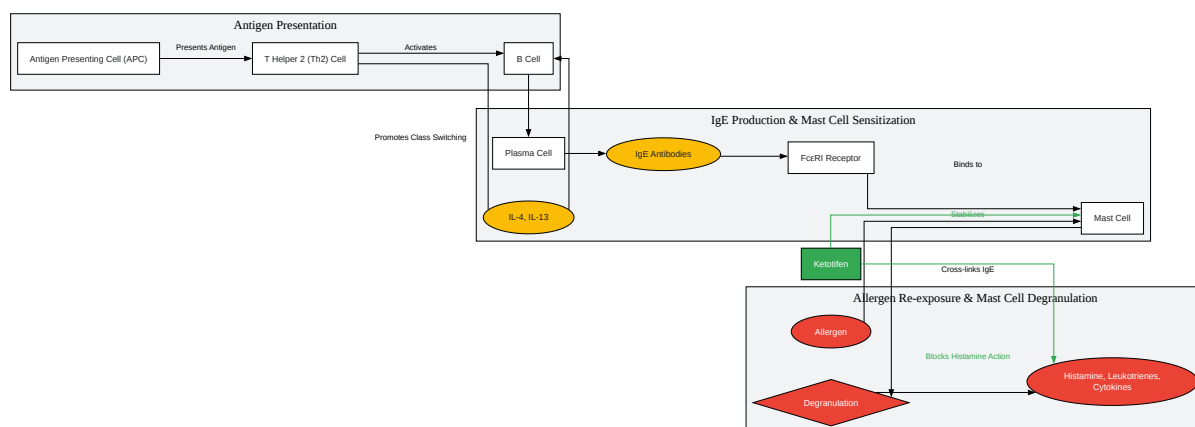 Antigen Presentation
Antigen Presenting Cell (APC)
Presents Antigen
T Helper 2 (Th2) Cell
Activates
B Cell
Promotes Class Switching
IgE Production & Mast Cell Sensitization
Plasma Cell
IgE Antibodies
FcεRI Receptor
Binds to
IL-4, IL-13
Stabilizes
Mast Cell
Ketotifen
Cross-links IgE
Allergen Re-exposure & Mast Cell Degranulation
Allergen
Blocks Histamine Action
Histamine, Leukotrienes,
Cytokines
Degranulation